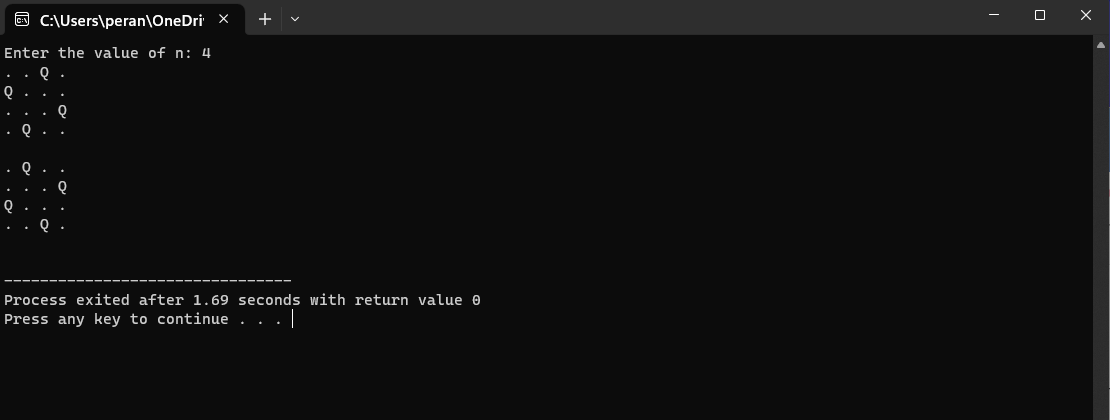 C:\Users\peran\OneDri
Enter the value of n: 4
. . Q .
Q . . .
. . . Q
. Q . .
. Q . .
. . . Q
Q . . .
. . Q .
--------------------------------
Process exited after 1.69 seconds with return value 0
Press any key to continue . . .